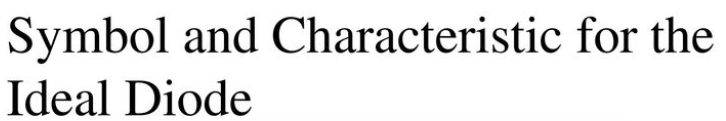 Symbol and Characteristic for the
Ideal Diode